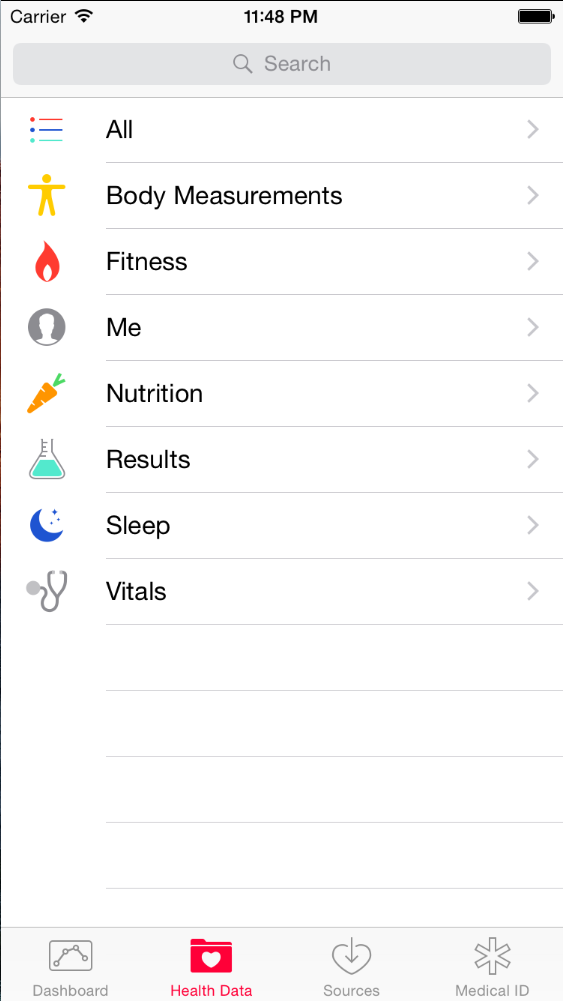 Carrier 11:48 PM
Search
All
Body Measurements
Fitness
Me
Nutrition
Results
Sleep
Vitals
Dashboard Health Data Sources Medical ID